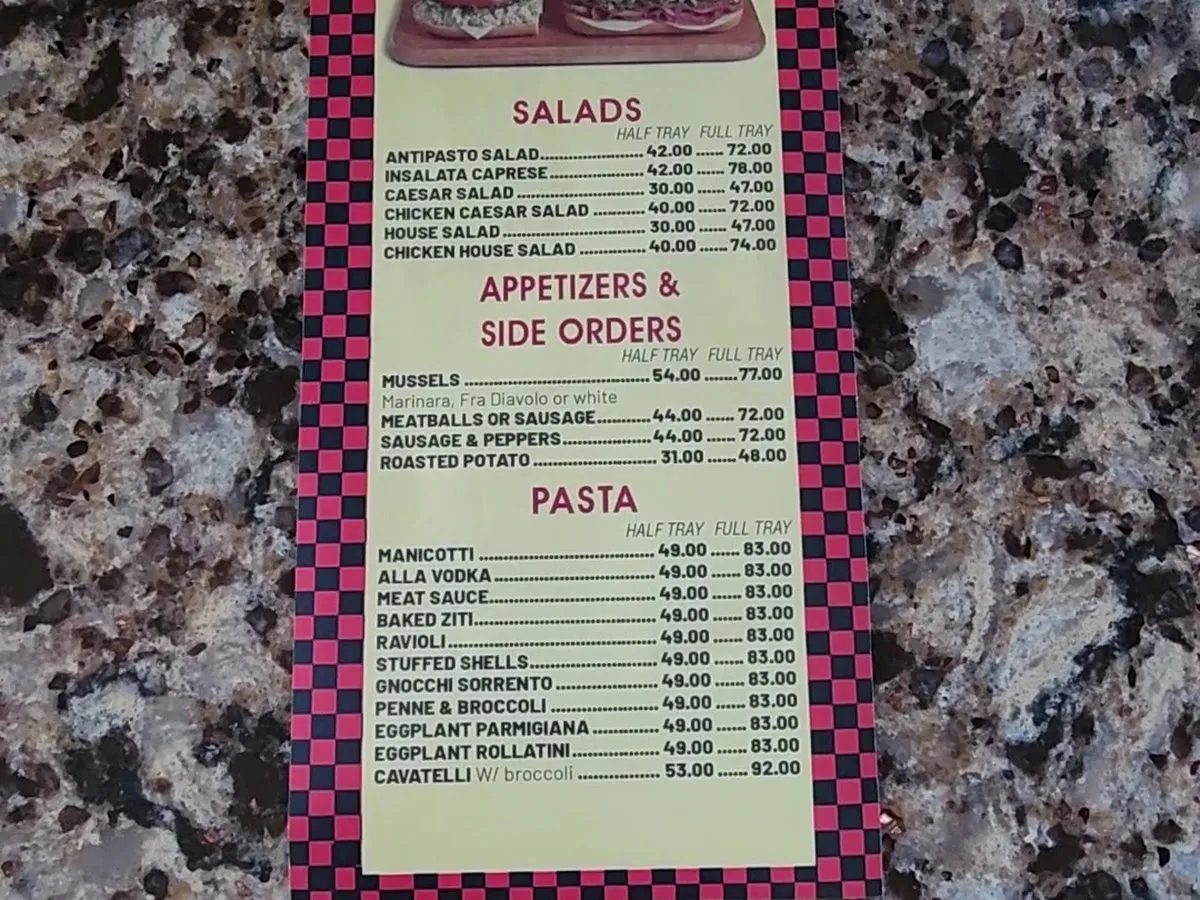 SALADS
HALF TRAY FULL TRAY
ANTIPASTO SALAD 42.00 72.00
INSALATA CAPRESE 42.00 78.00
CAESAR SALAD 30.00 47.00
CHICKEN CAESAR SALAD 40.00 72.00
HOUSE SALAD 30.00 47.00
CHICKEN HOUSE SALAD 40.00 74.00
APPETIZERS &
SIDE ORDERS
HALF TRAY FULL TRAY
MUSSELS 54.00 77.00
Marinara, Fra Diavolo or white
MEATBALLS OR SAUSAGE 44.00 72.00
SAUSAGE & PEPPERS 44.00 72.00
ROASTED POTATO 31.00 48.00
PASTA
HALF TRAY FULL TRAY
MANICOTTI 49.00 83.00
ALLA VODKA 49.00 83.00
MEAT SAUCE 49.00 83.00
BAKED ZITI 49.00 83.00
RAVIOLI 49.00 83.00
STUFFED SHELLS 49.00 83.00
GNOCCHI SORRENTO 49.00 83.00
PENNE & BROCCOLI 49.00 83.00
EGGPLANT PARMIGIANA 49.00 83.00
EGGPLANT ROLLATINI 49.00 83.00
CAVATELLI W/ broccoli 53.00 92.00